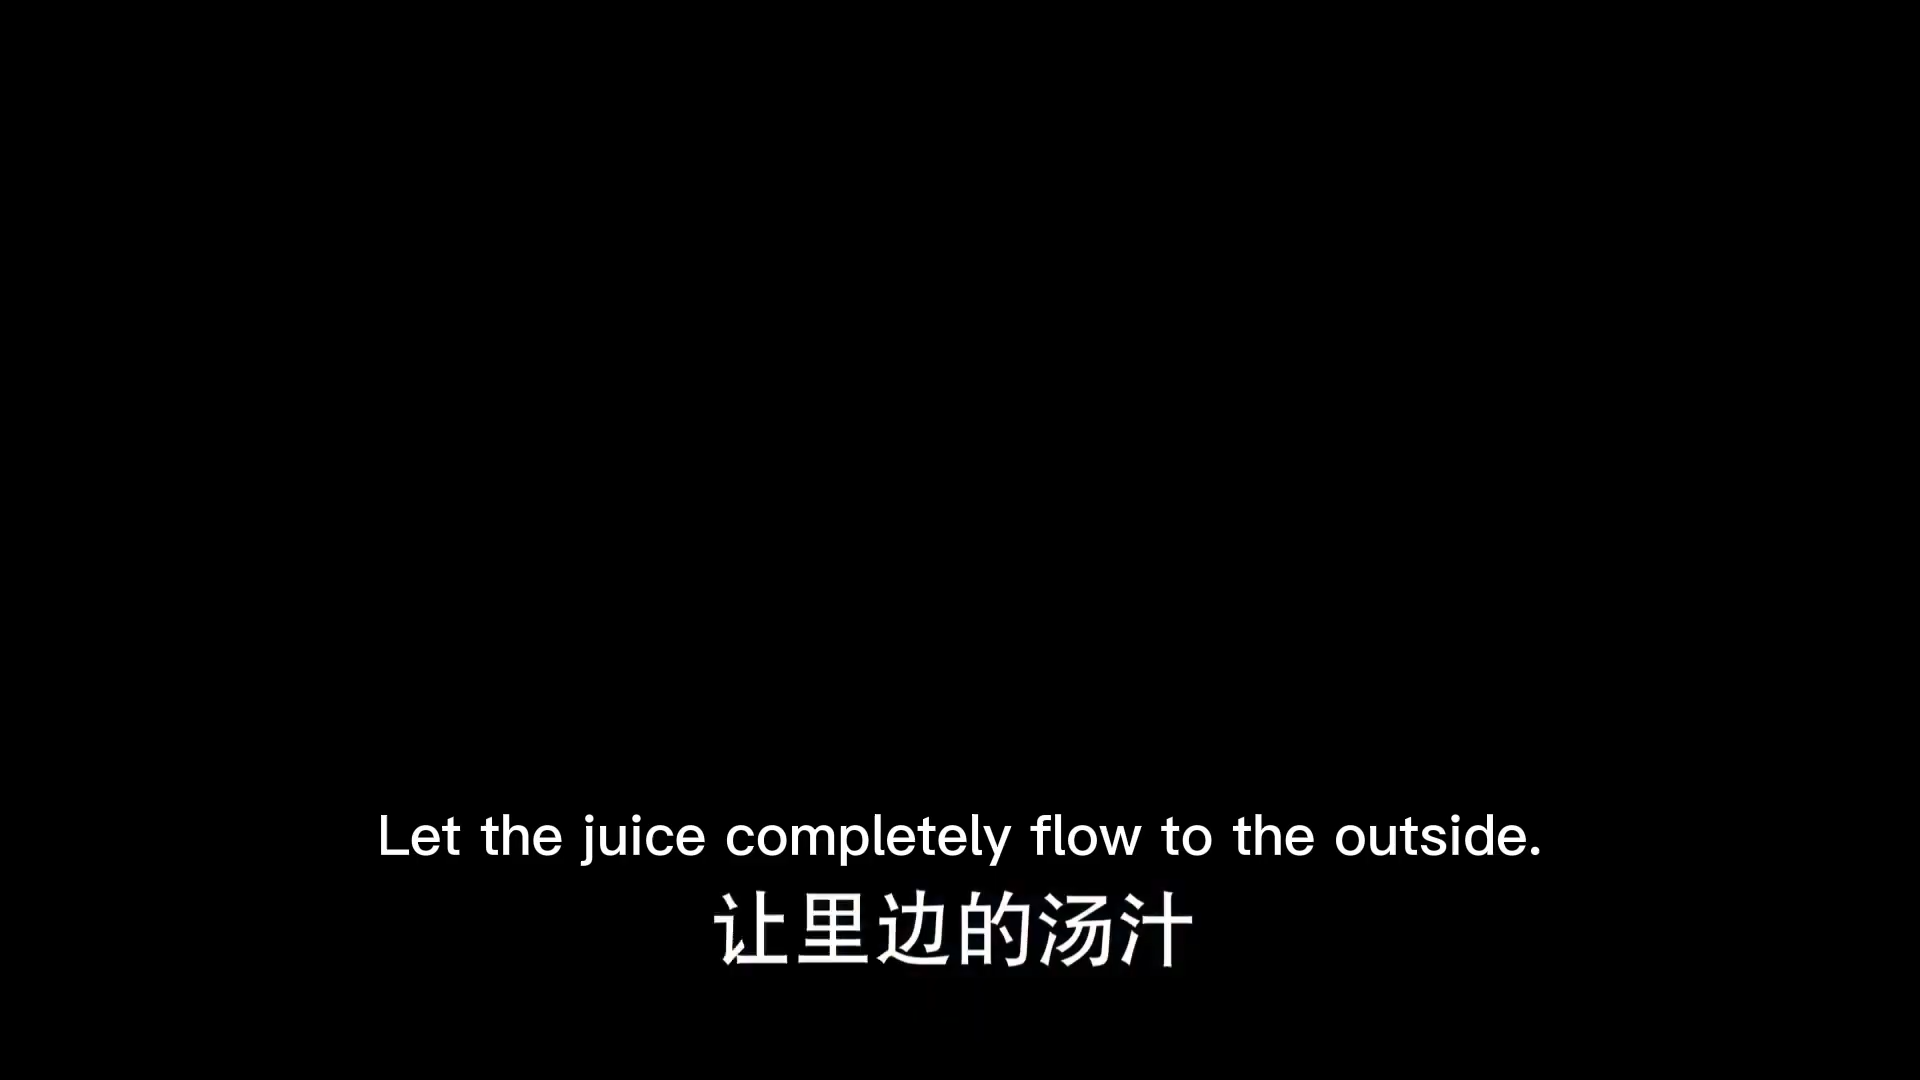 Let the juice completely flow to the outside.
让里边的汤汁